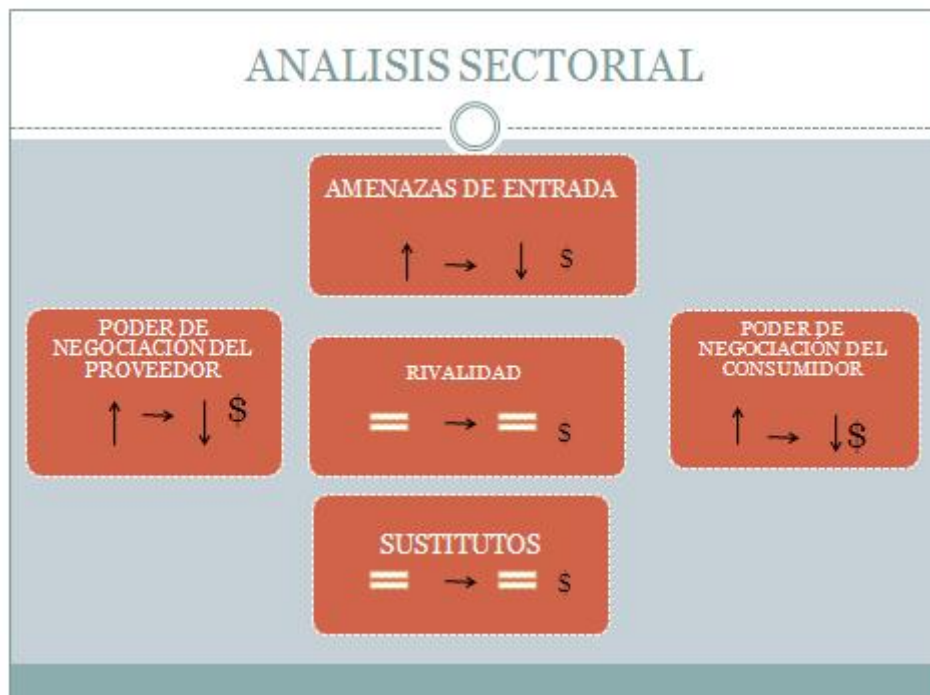 ANALISIS SECTORIAL
AMENAZAS DE ENTRADA
↑ → ↓ $
PODER DE
NEGOCIACIÓN DEL
PROVEEDOR
↑ → ↓ $
RIVALIDAD
= → = $
PODER DE
NEGOCIACIÓN DEL
CONSUMIDOR
↑ → ↓ $
SUSTITUTOS
= → = $